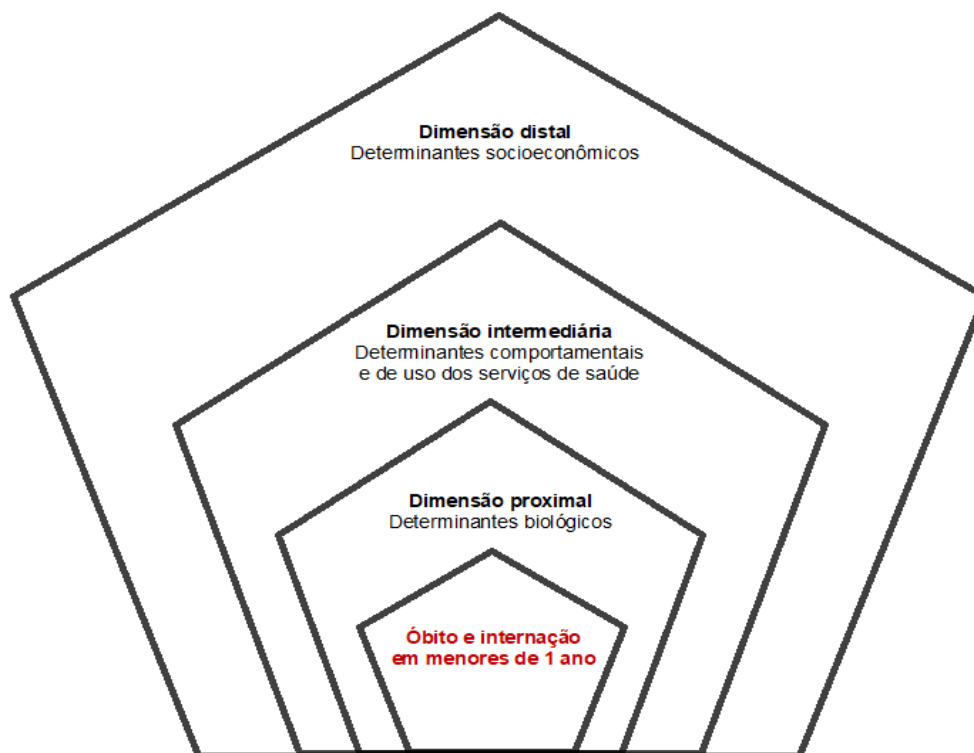 Dimensão distal
Determinantes socioeconômicos
Dimensão intermediária
Determinantes comportamentais
e de uso dos serviços de saúde
Dimensão proximal
Determinantes biológicos
Óbito e internação
em menores de 1 ano